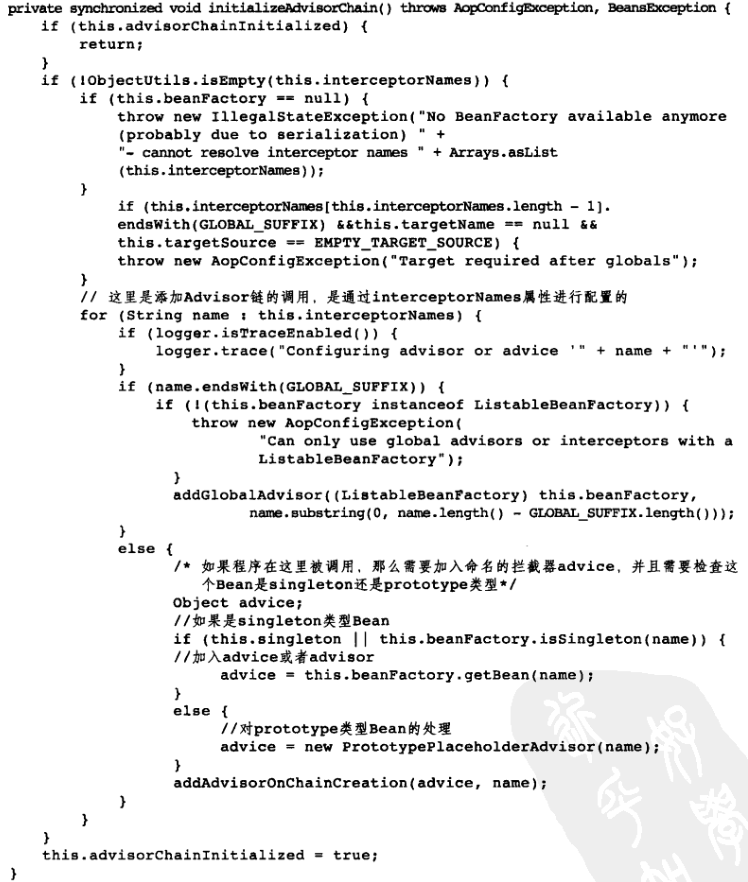 private synchronized void initializeAdvisorChain() throws AopConfigException, BeansException {
if (this.advisorChainInitialized) {
return;
}
if (!ObjectUtils.isEmpty(this.interceptorNames)) {
if (this.beanFactory == null) {
throw new IllegalStateException("No BeanFactory available anymore
(probably due to serialization) " +
"- cannot resolve interceptor names " + Arrays.asList
(this.interceptorNames));
}
if (this.interceptorNames[this.interceptorNames.length - 1].
endsWith(GLOBAL_SUFFIX) &&this.targetName == null &&
this.targetSource == EMPTY_TARGET_SOURCE) {
throw new AopConfigException("Target required after globals");
}
// 这里是添加Advisor链的调用，是通过interceptorNames属性进行配置的
for (String name : this.interceptorNames) {
if (logger.isTraceEnabled()) {
logger.trace("Configuring advisor or advice '" + name + "'");
}
if (name.endsWith(GLOBAL_SUFFIX)) {
if (!(this.beanFactory instanceof ListableBeanFactory)) {
throw new AopConfigException(
"Can only use global advisors or interceptors with a
ListableBeanFactory");
}
addGlobalAdvisor((ListableBeanFactory) this.beanFactory,
name.substring(0, name.length() - GLOBAL_SUFFIX.length()));
}
else {
/* 如果程序在这里被调用，那么需要加入命名的拦截器advice，并且需要检查这
个Bean是singleton还是prototype类型*/
Object advice;
//如果是singleton类型Bean
if (this.singleton || this.beanFactory.isSingleton(name)) {
//加入advice或者advisor
advice = this.beanFactory.getBean(name);
}
else {
//对prototype类型Bean的处理
advice = new PrototypePlaceholderAdvisor(name);
}
addAdvisorOnChainCreation(advice, name);
}
}
}
this.advisorChainInitialized = true;
}